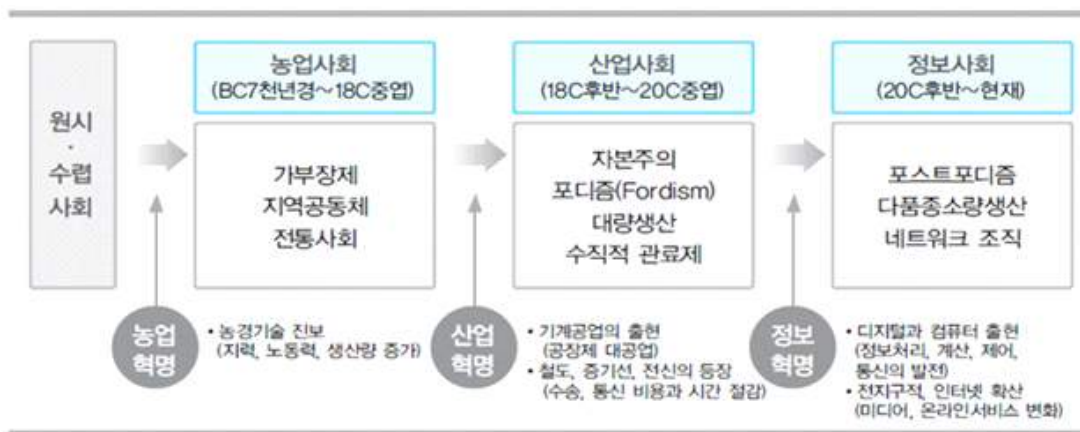 원시
·
수렵
사회
농업사회
(BC7천년경~18C중엽)
가부장제
지역공동체
전통사회
산업사회
(18C후반~20C중엽)
자본주의
포디즘(Fordism)
대량생산
수직적 관료제
정보사회
(20C후반~현재)
포스트포디즘
다품종소량생산
네트워크 조직
농업
혁명
• 농경기술 진보
(지력, 노동력, 생산량 증가)
산업
혁명
• 기계공업의 출현
(공장제 대공업)
• 철도, 증기선, 전신의 등장
(수송, 통신 비용과 시간 절감)
정보
혁명
• 디지털과 컴퓨터 출현
(정보처리, 계산, 제어,
통신의 발전)
• 전지구적, 인터넷 확산
(미디어, 온라인서비스 변화)